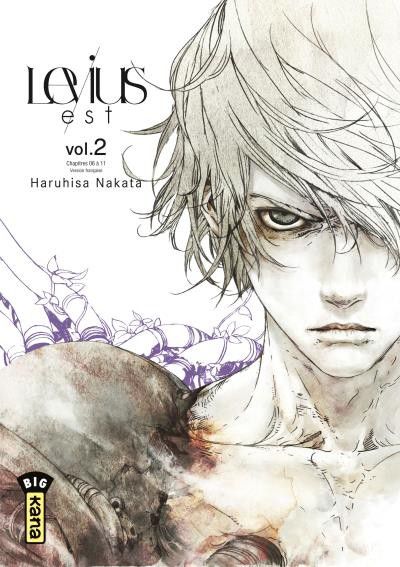 Levius
est
vol.2
Chapitres 06 à 11
Version française
Haruhisa Nakata
BIG
kana